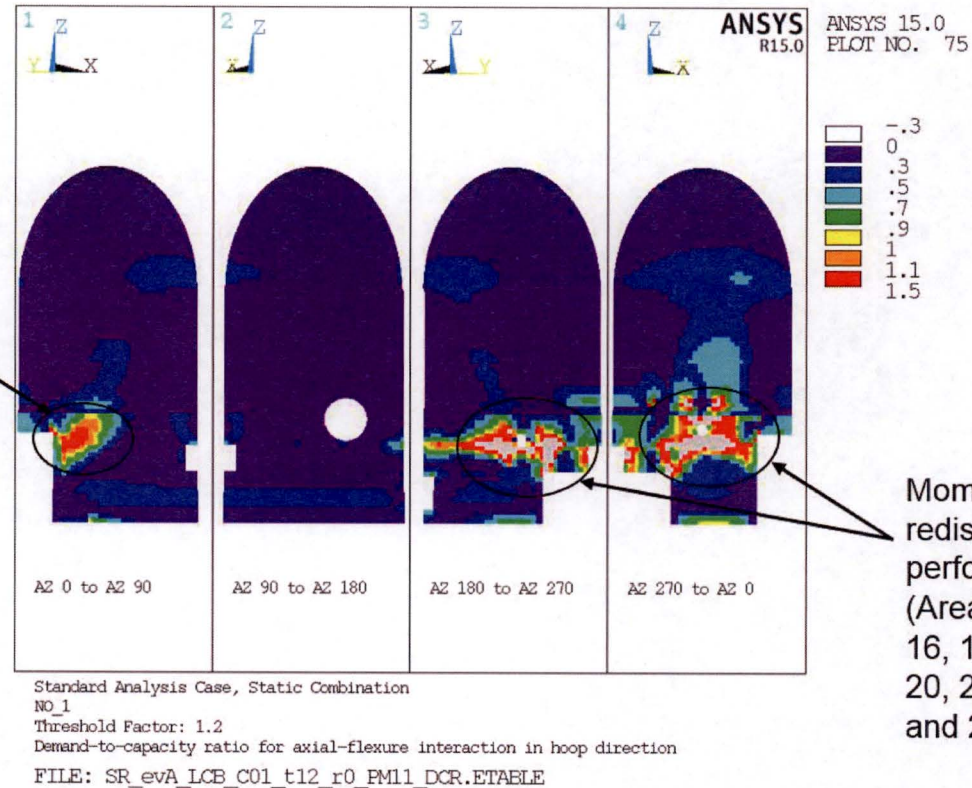 1
Z
Y
X
2
Z
X
3
Z
X
Y
4
Z
X
ANSYS
R15.0
ANSYS 15.0
PLOT NO. 75
-.3
0
.3
.5
.7
.9
1
1.1
1.5
AZ 0 to AZ 90
AZ 90 to AZ 180
AZ 180 to AZ 270
AZ 270 to AZ 0
redis
perfo
(Area
16, 1
20, 2
and 2
Mom
Standard Analysis Case, Static Combination
NO_1
Threshold Factor: 1.2
Demand-to-capacity ratio for axial-flexure interaction in hoop direction
FILE: SR_evA_LCB_C01_t12_r0_PM11_DCR.ETABLE